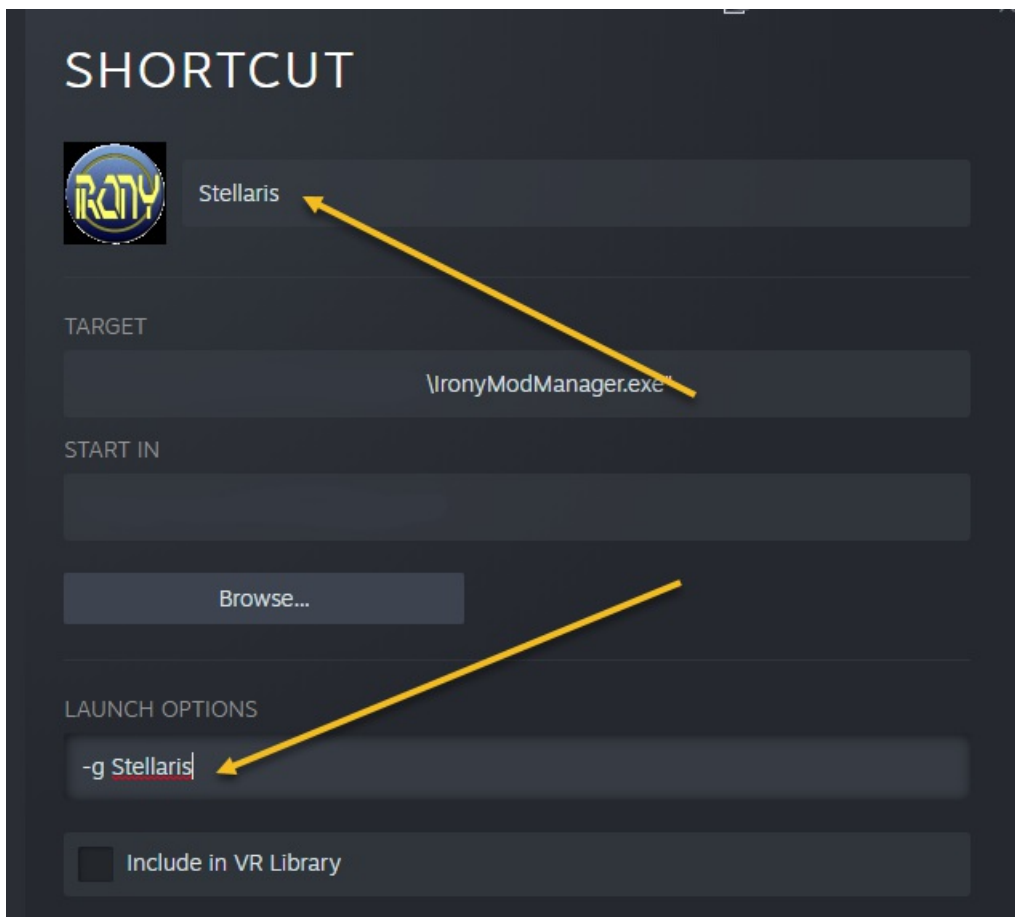 SHORTCUT
IRONY
Stellaris
TARGET
\IronyModManager.exe"
START IN
Browse...
LAUNCH OPTIONS
-g Stellaris
Include in VR Library